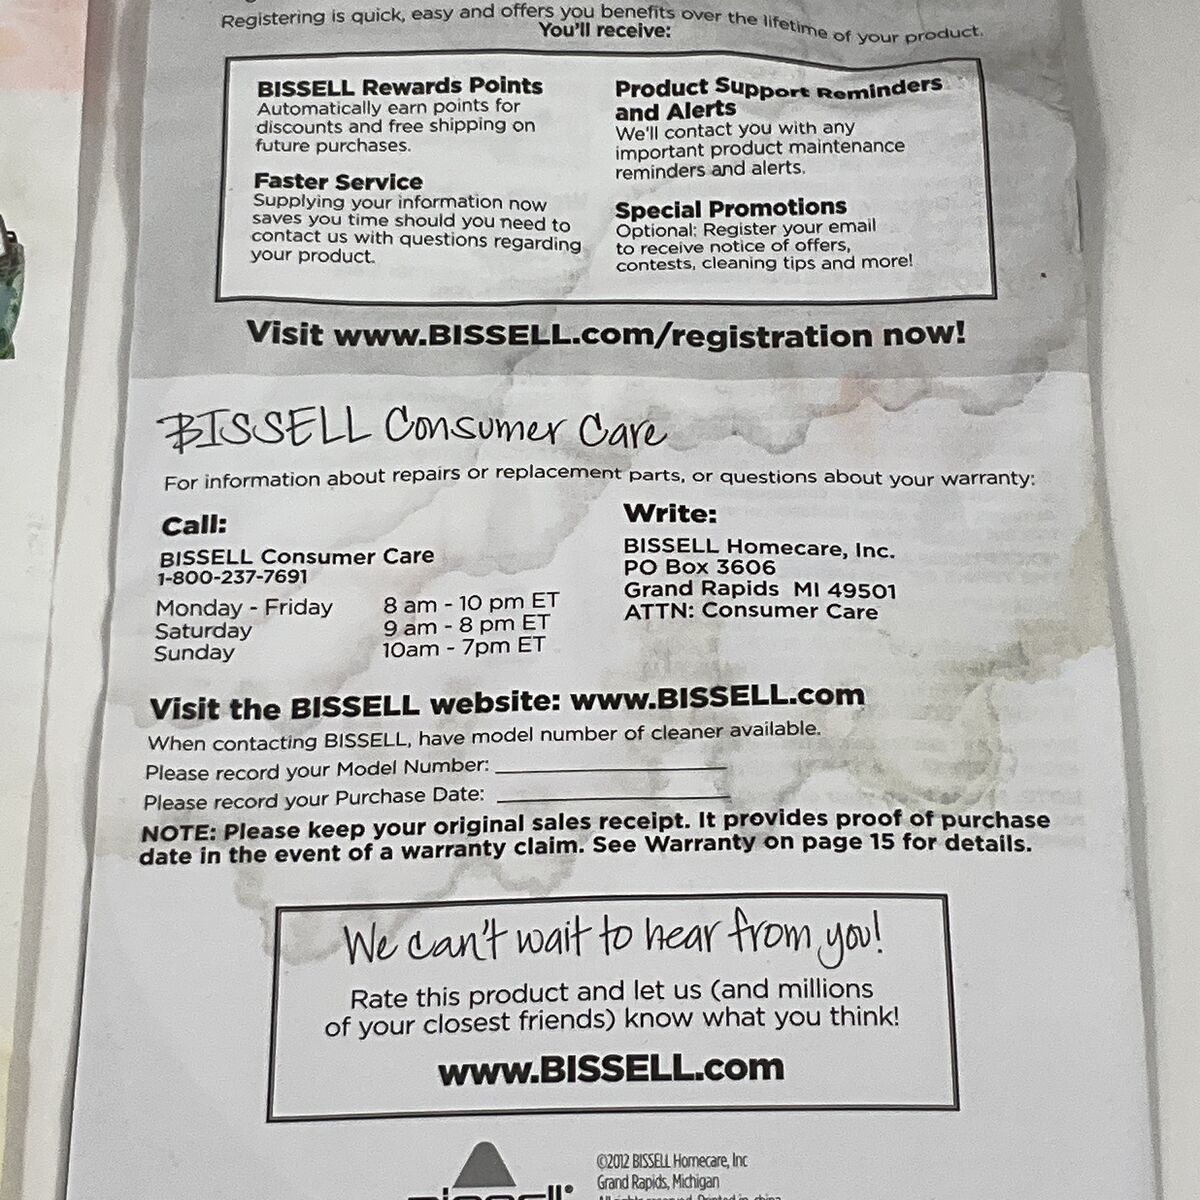 Registering is quick, easy and offers you benefits over the lifetime of your product.
You'll receive:
BISSELL Rewards Points
Automatically earn points for
discounts and free shipping on
future purchases.
Faster Service
Supplying your information now
saves you time should you need to
contact us with questions regarding
your product.
Product Support Reminders
and Alerts
We'll contact you with any
important product maintenance
reminders and alerts.
Special Promotions
Optional: Register your email
to receive notice of offers,
contests, cleaning tips and more!
Visit www.BISSELL.com/registration now!
BISSELL Consumer Care
For information about repairs or replacement parts, or questions about your warranty:
Call:
BISSELL Consumer Care
1-800-237-7691
Monday - Friday 8 am - 10 pm ET
Saturday 9 am - 8 pm ET
Sunday 10am - 7pm ET
Write:
BISSELL Homecare, Inc.
PO Box 3606
Grand Rapids MI 49501
ATTN: Consumer Care
Visit the BISSELL website: www.BISSELL.com
When contacting BISSELL, have model number of cleaner available.
Please record your Model Number:
Please record your Purchase Date:
NOTE: Please keep your original sales receipt. It provides proof of purchase
date in the event of a warranty claim. See Warranty on page 15 for details.
We can't wait to hear from you!
Rate this product and let us (and millions
of your closest friends) know what you think!
www.BISSELL.com
©2012 BISSELL Homecare, Inc
Grand Rapids, Michigan
All rights reserved. Printed in